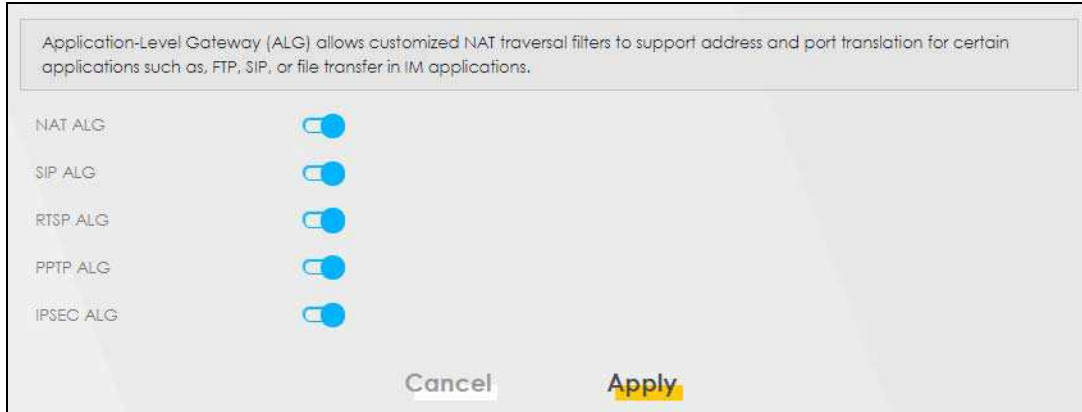 Application-Level Gateway (ALG) allows customized NAT traversal filters to support address and port translation for certain
applications such as, FTP, SIP, or file transfer in IM applications.
NAT ALG
SIP ALG
RTSP ALG
PPTP ALG
IPSEC ALG
Cancel Apply